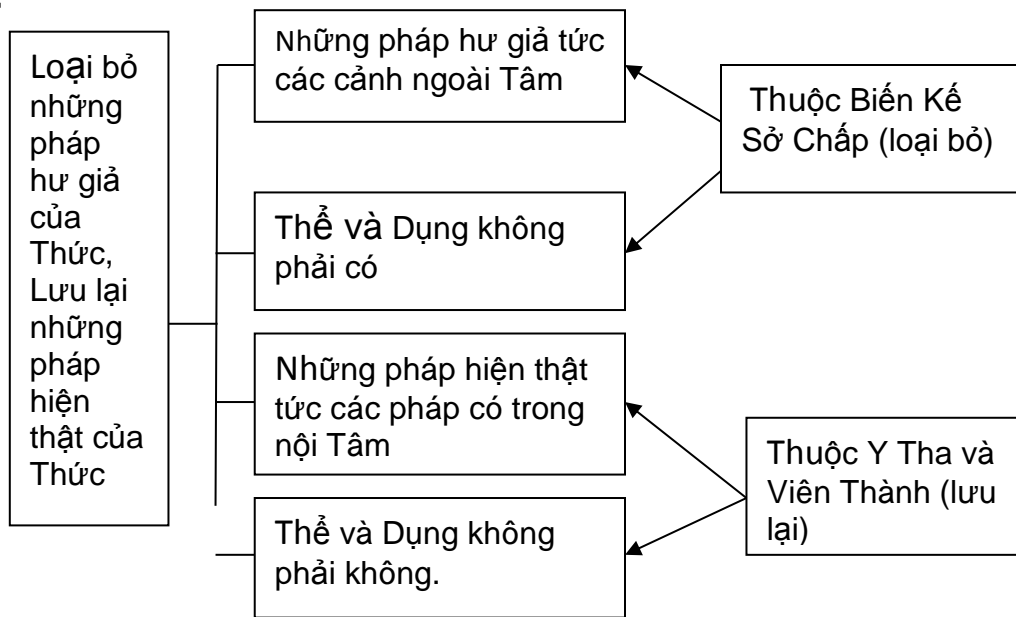 Loại bỏ
những
pháp
hư giả
của
Thức,
Lưu lại
những
pháp
hiện
thật của
Thức
Những pháp hư giả tức
các cảnh ngoài Tâm
Thể và Dụng không
phải có
Những pháp hiện thật
tức các pháp có trong
nội Tâm
Thể và Dụng không
phải không.
Thuộc Biến Kế
Sở Chấp (loại bỏ)
Thuộc Y Tha và
Viên Thành (lưu
lại)